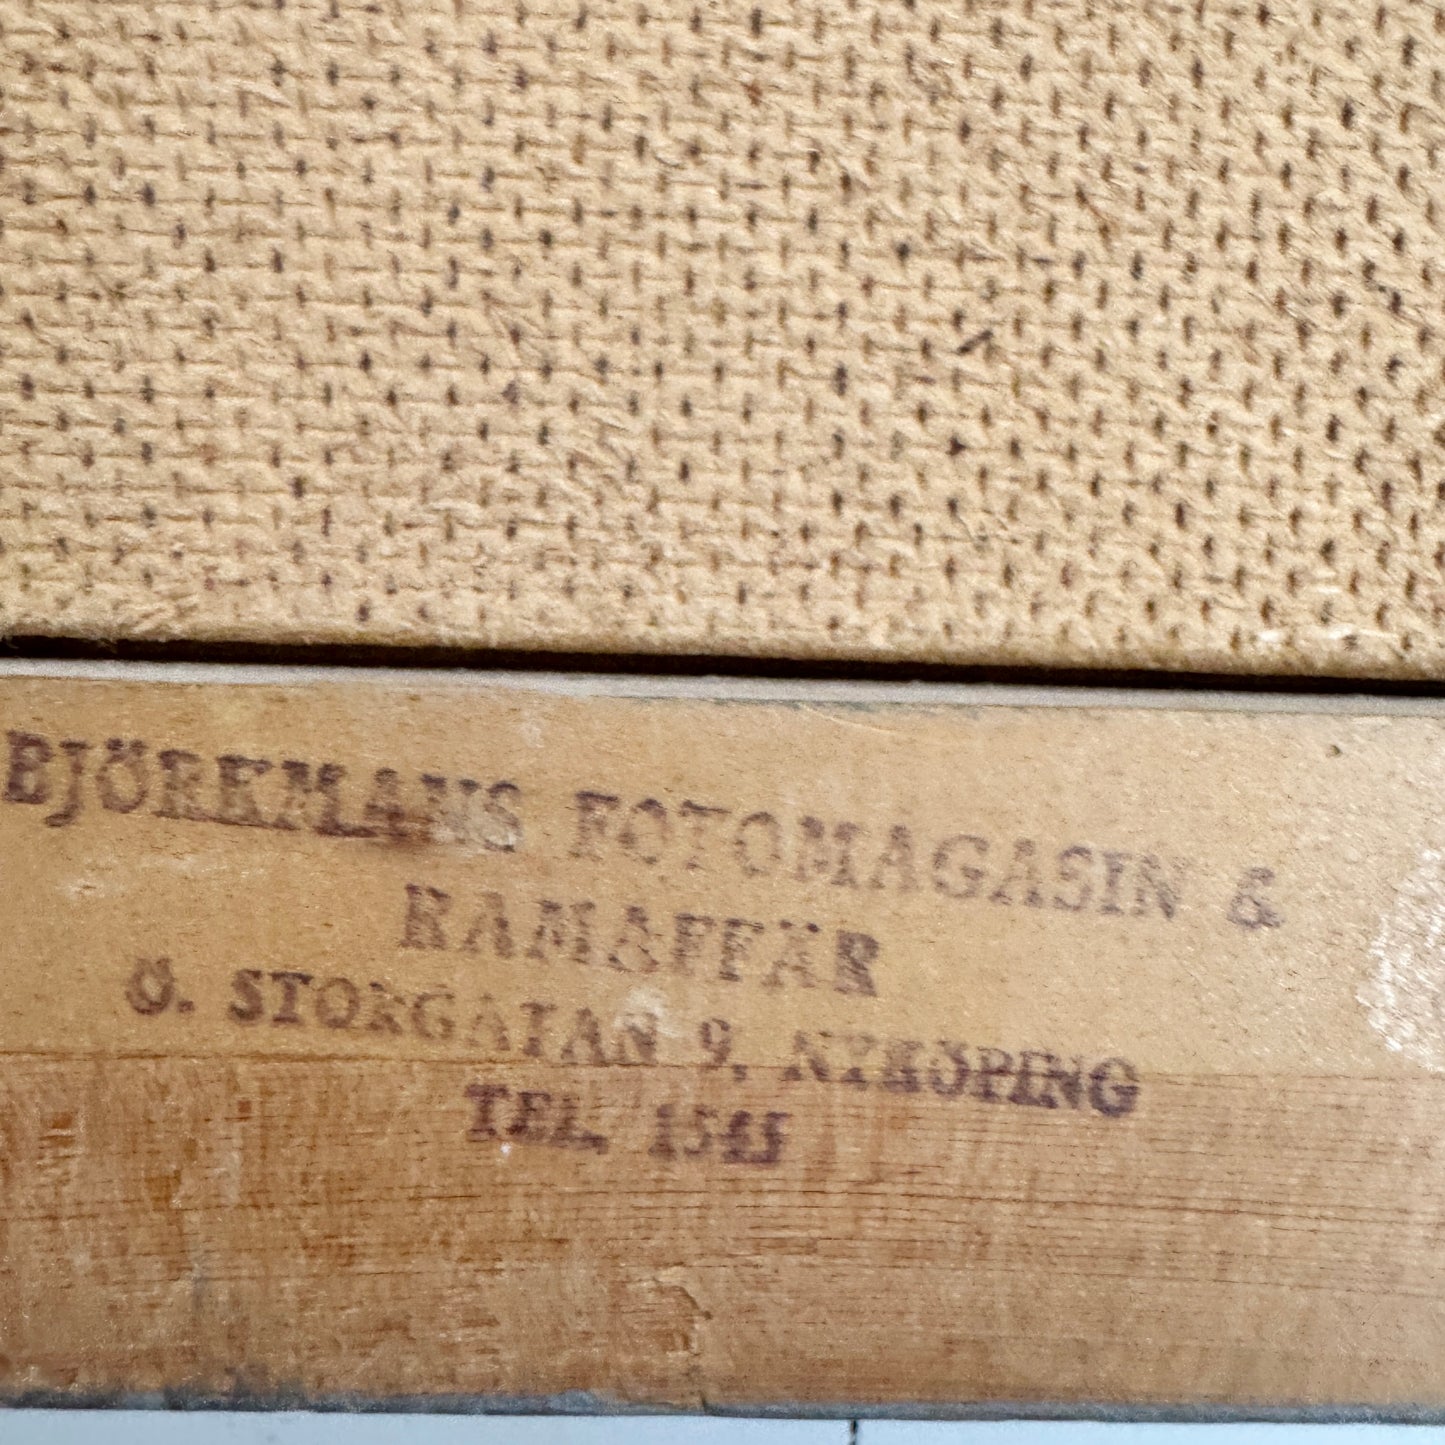 BJÖRKMANS FOTOMAGASIN &
RAMAFFÄR
Ö. STORGATAN 9, NYKÖPING
TEL. 1545